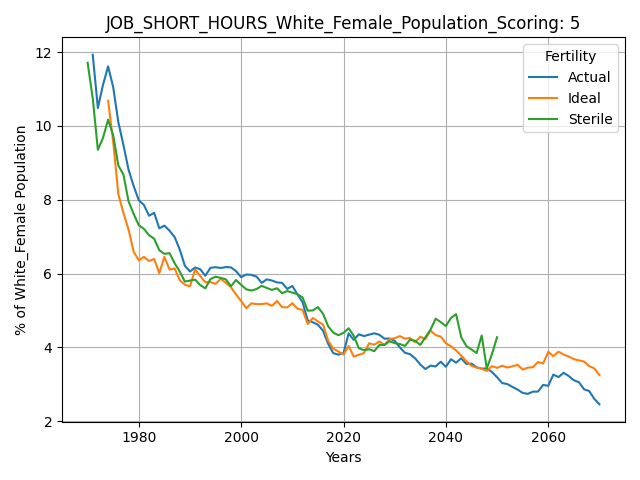 JOB_SHORT_HOURS_White_Female_Population_Scoring: 5
% of White_Female Population
12
10
8
6
4
2
Fertility
Actual
Ideal
Sterile
1980
2000
2020
2040
2060
Years